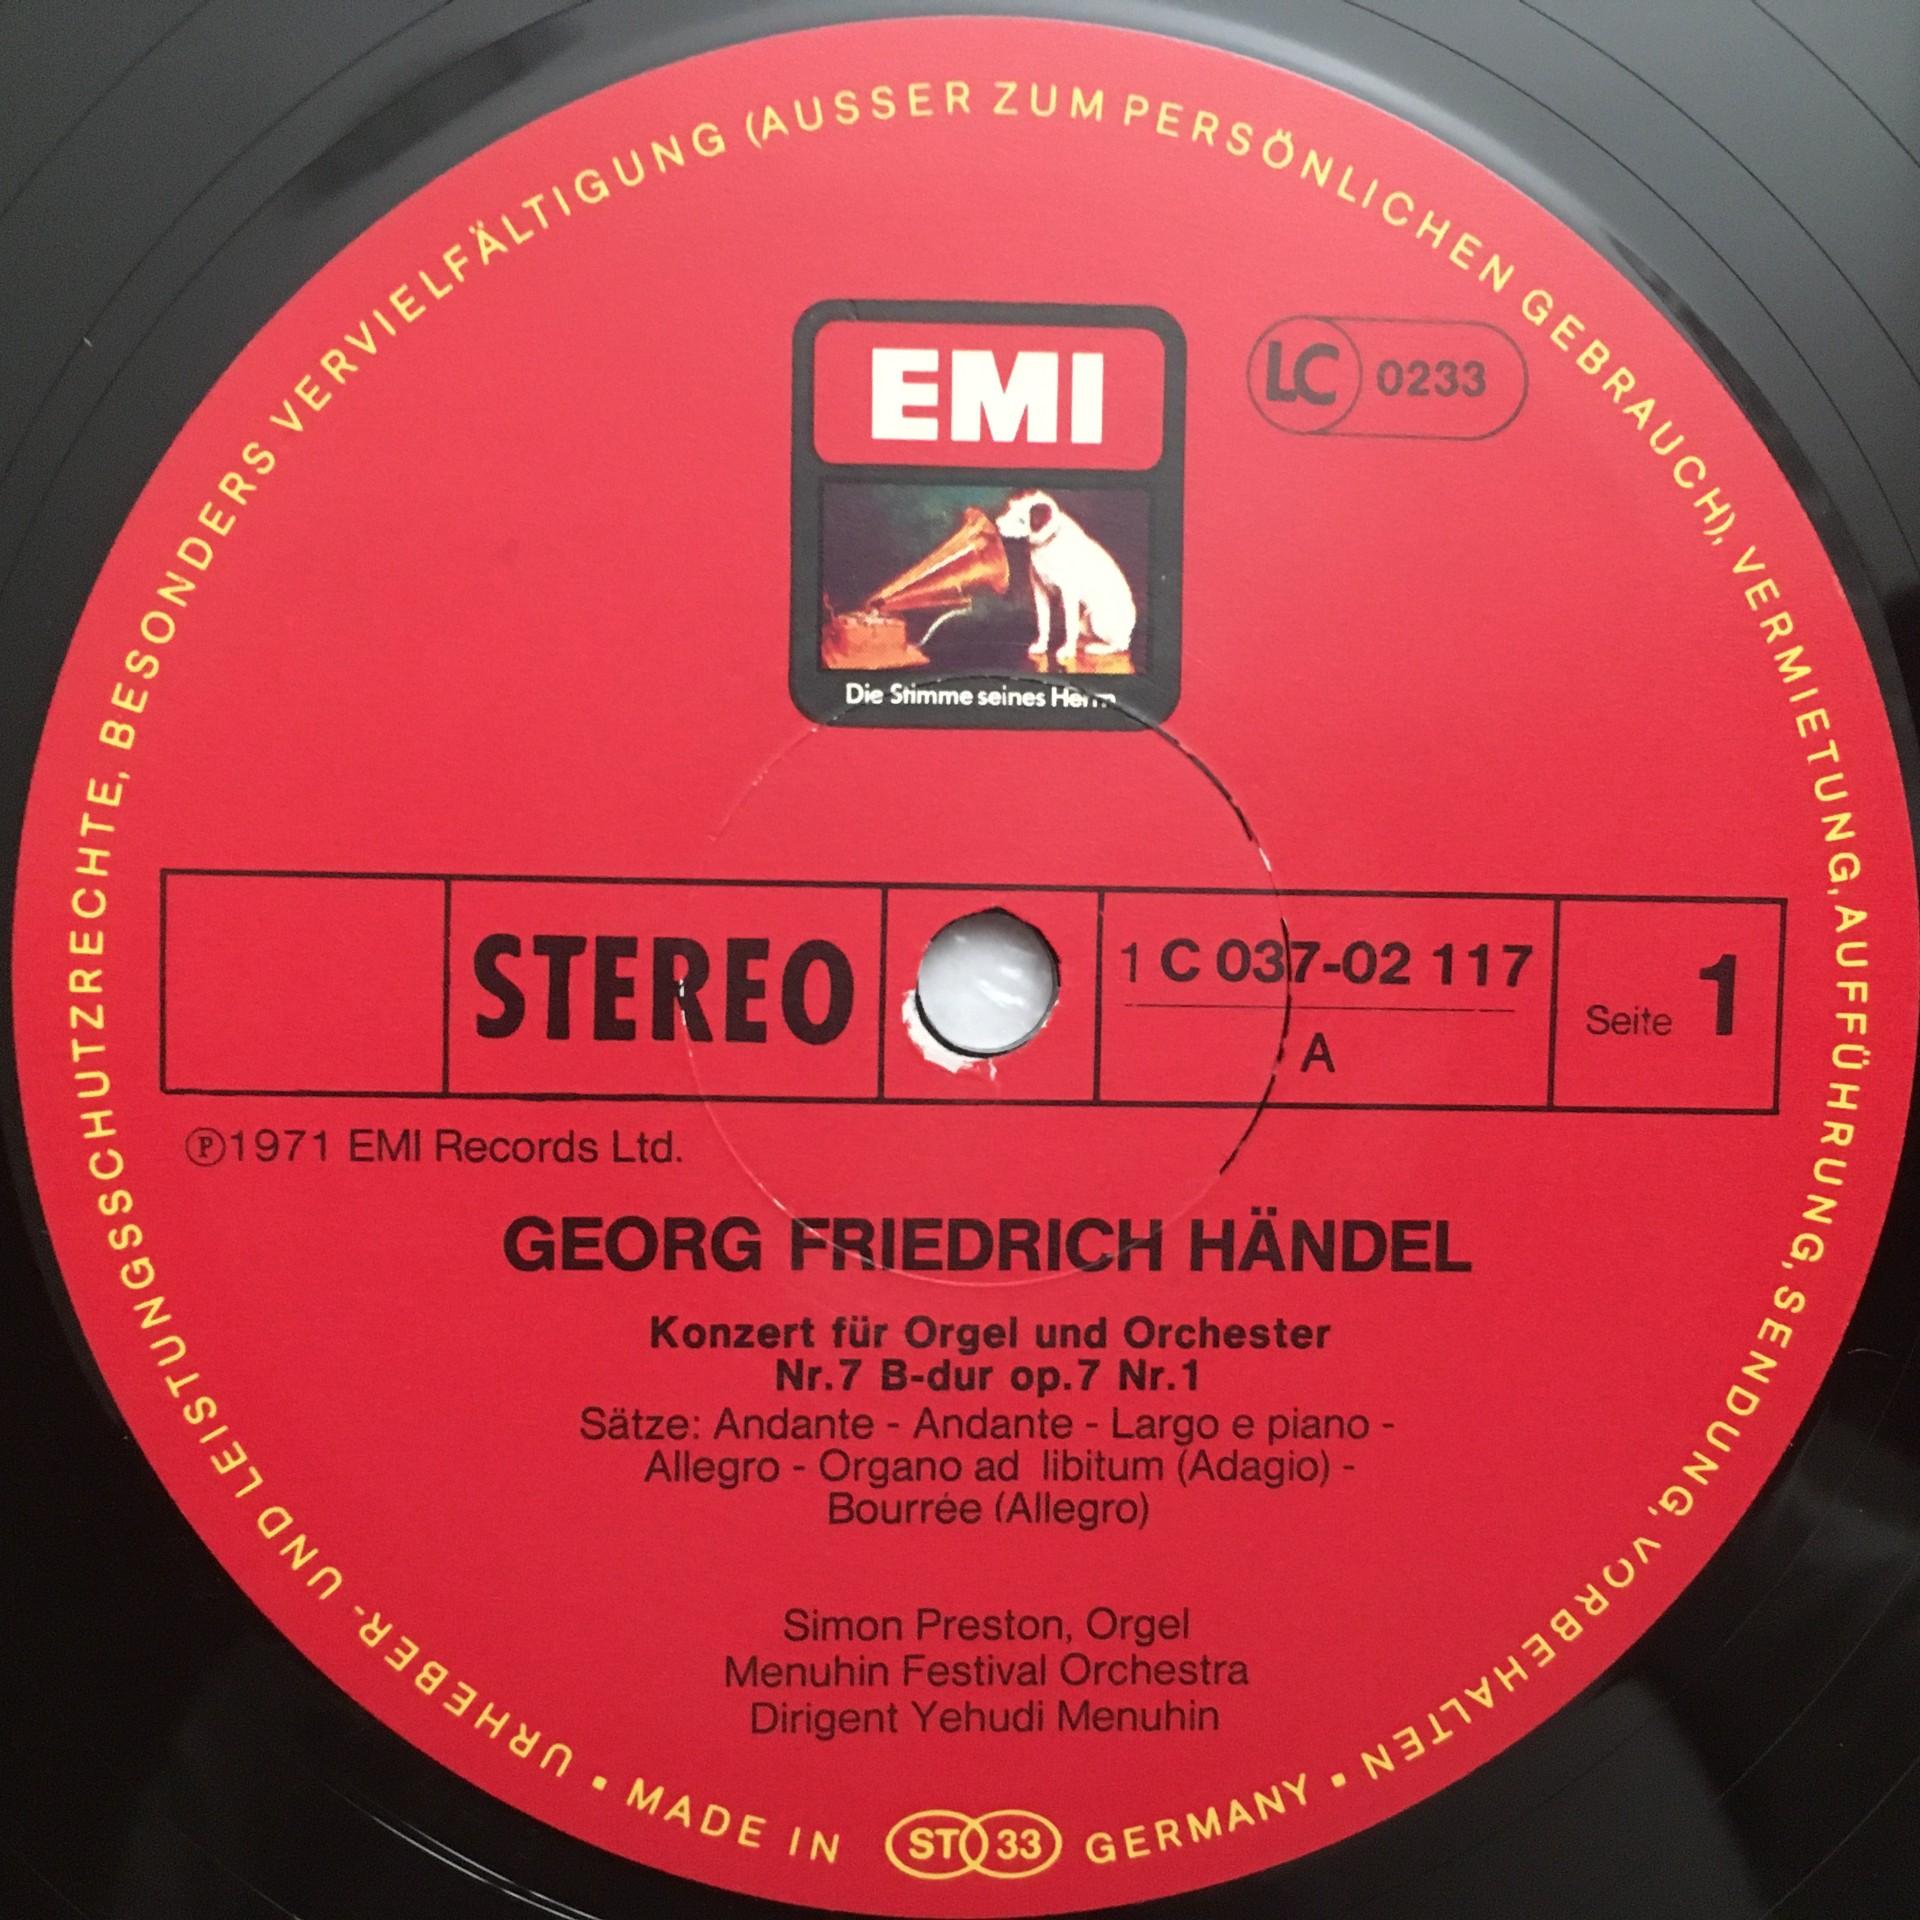 URHEBER- UND LEISTUNGSSCHUTZRECHTE, BESONDERS VERVIELFÄLTIGUNG (AUSSER ZUM PERSÖNLICHEN GEBRAUCH), VERMIETUNG, AUFFÜHRUNG, SENDUNG, VORBEHALTEN •
EMI
LC 0233
Die Stimme seines Herrn
STEREO
1 C 037-02 117
A
Seite 1
Ⓟ1971 EMI Records Ltd.
GEORG FRIEDRICH HÄNDEL
Konzert für Orgel und Orchester
Nr.7 B-dur op.7 Nr.1
Sätze: Andante - Andante - Largo e piano -
Allegro - Organo ad libitum (Adagio) -
Bourrée (Allegro)
Simon Preston, Orgel
Menuhin Festival Orchestra
Dirigent Yehudi Menuhin
• MADE IN ST 33 GERMANY